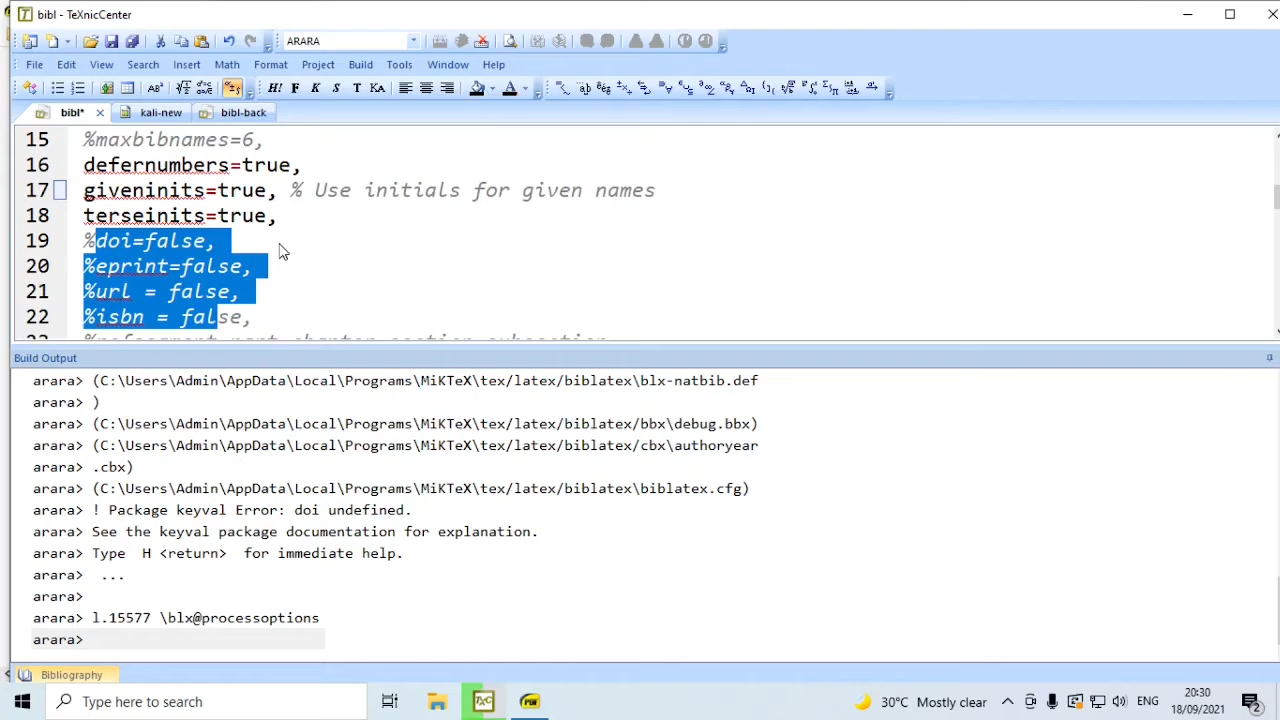 bibl - TeXnicCenter
ARARA
File Edit View Search Insert Math Format Project Build Tools Window Help
bibl* kali-new bibl-back
15 %maxbibnames=6,
16 defernumbers=true,
17 giveninits=true, % Use initials for given names
18 terseinits=true,
19 %doi=false,
20 %eprint=false,
21 %url = false,
22 %isbn = false,
Build Output
arara> (C:\Users\Admin\AppData\Local\Programs\MiKTeX\tex/latex/biblatex\blx-natbib.def
arara> )
arara> (C:\Users\Admin\AppData\Local\Programs\MiKTeX\tex/latex/biblatex/bbx\debug.bbx)
arara> (C:\Users\Admin\AppData\Local\Programs\MiKTeX\tex/latex/biblatex/cbx\authoryear
arara> .cbx)
arara> (C:\Users\Admin\AppData\Local\Programs\MiKTeX\tex/latex/biblatex\biblatex.cfg)
arara> ! Package keyval Error: doi undefined.
arara> See the keyval package documentation for explanation.
arara> Type  H <return>  for immediate help.
arara>  ...
arara>
arara> l.15577 \blx@processoptions
arara>
Bibliography
Type here to search
30°C Mostly clear
ENG
20:30
18/09/2021
2